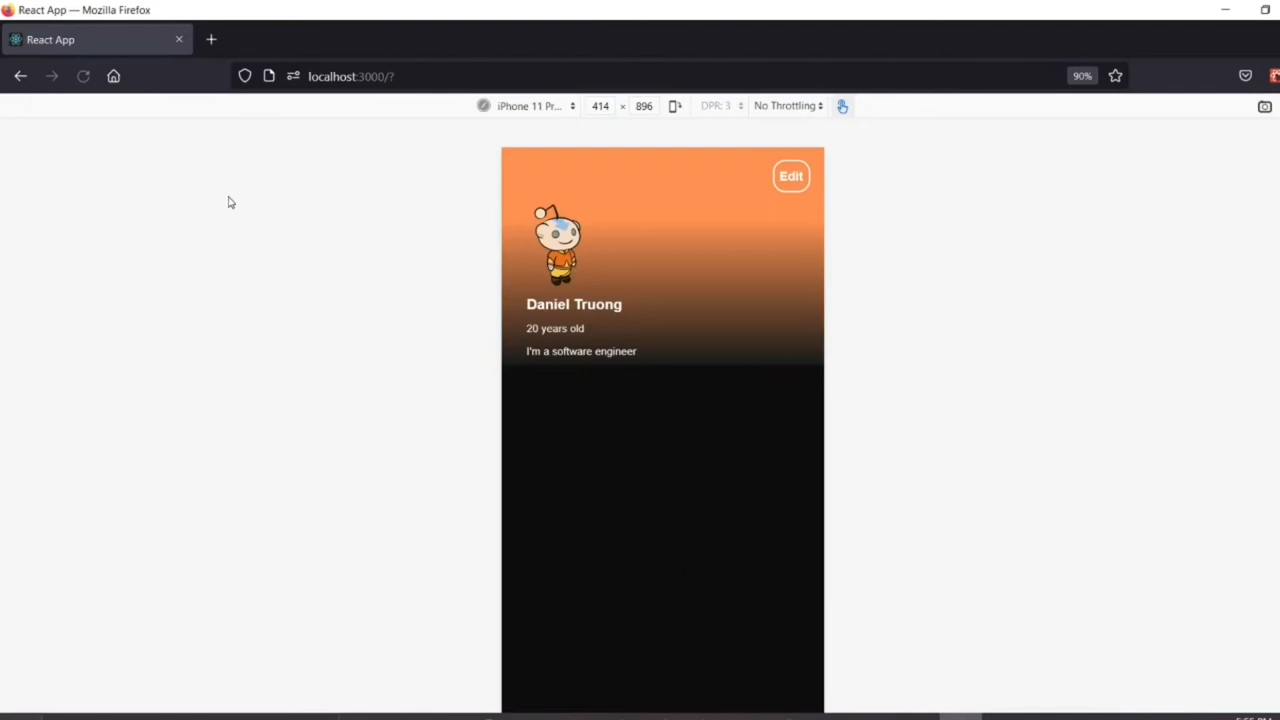 React App — Mozilla Firefox
React App
localhost:3000/?
90%
iPhone 11 Pr...
414 × 896
DPR: 3
No Throttling
Edit
Daniel Truong
20 years old
I'm a software engineer